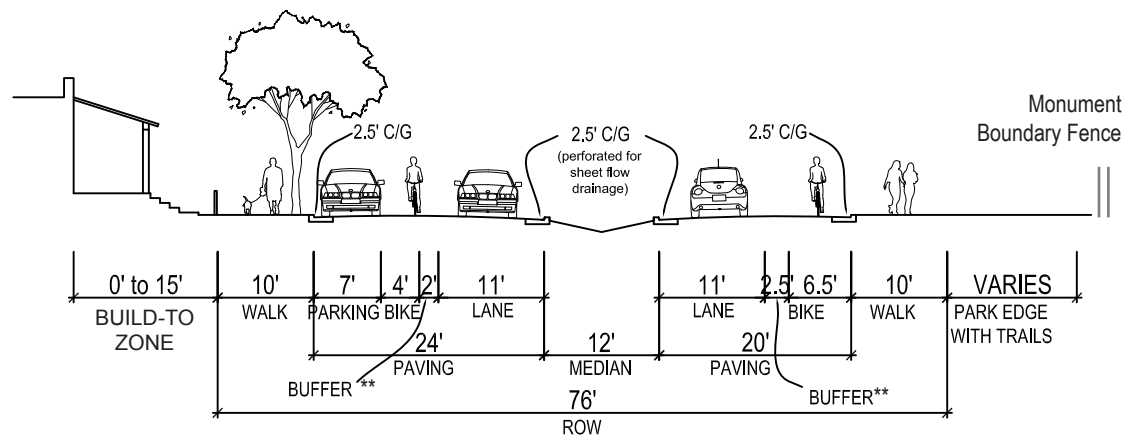 2.5' C/G
2.5' C/G
(perforated for
sheet flow
drainage)
2.5' C/G
Monument
Boundary Fence
0' to 15'
BUILD-TO
ZONE
10'
WALK
7'
PARKING
4'
BIKE
2'
11'
LANE
11'
LANE
2.5'
6.5'
BIKE
10'
WALK
VARIES
PARK EDGE
WITH TRAILS
24'
PAVING
12'
MEDIAN
20'
PAVING
BUFFER **
BUFFER**
76'
ROW